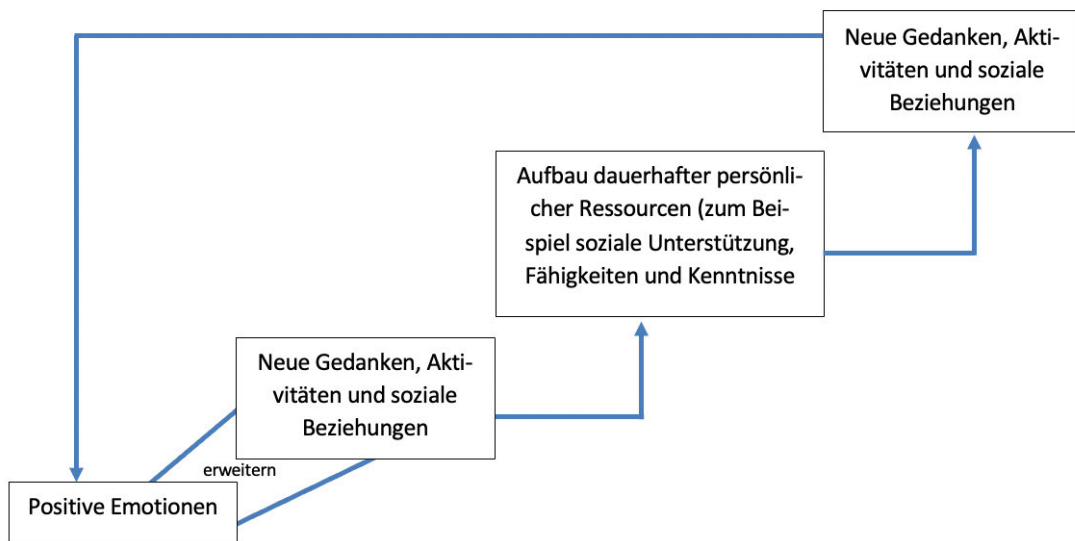 Neue Gedanken, Akti-
vitäten und soziale
Beziehungen
Aufbau dauerhafter persönli-
cher Ressourcen (zum Bei-
spiel soziale Unterstützung,
Fähigkeiten und Kenntnisse
Neue Gedanken, Akti-
vitäten und soziale
Beziehungen
erweitern
Positive Emotionen